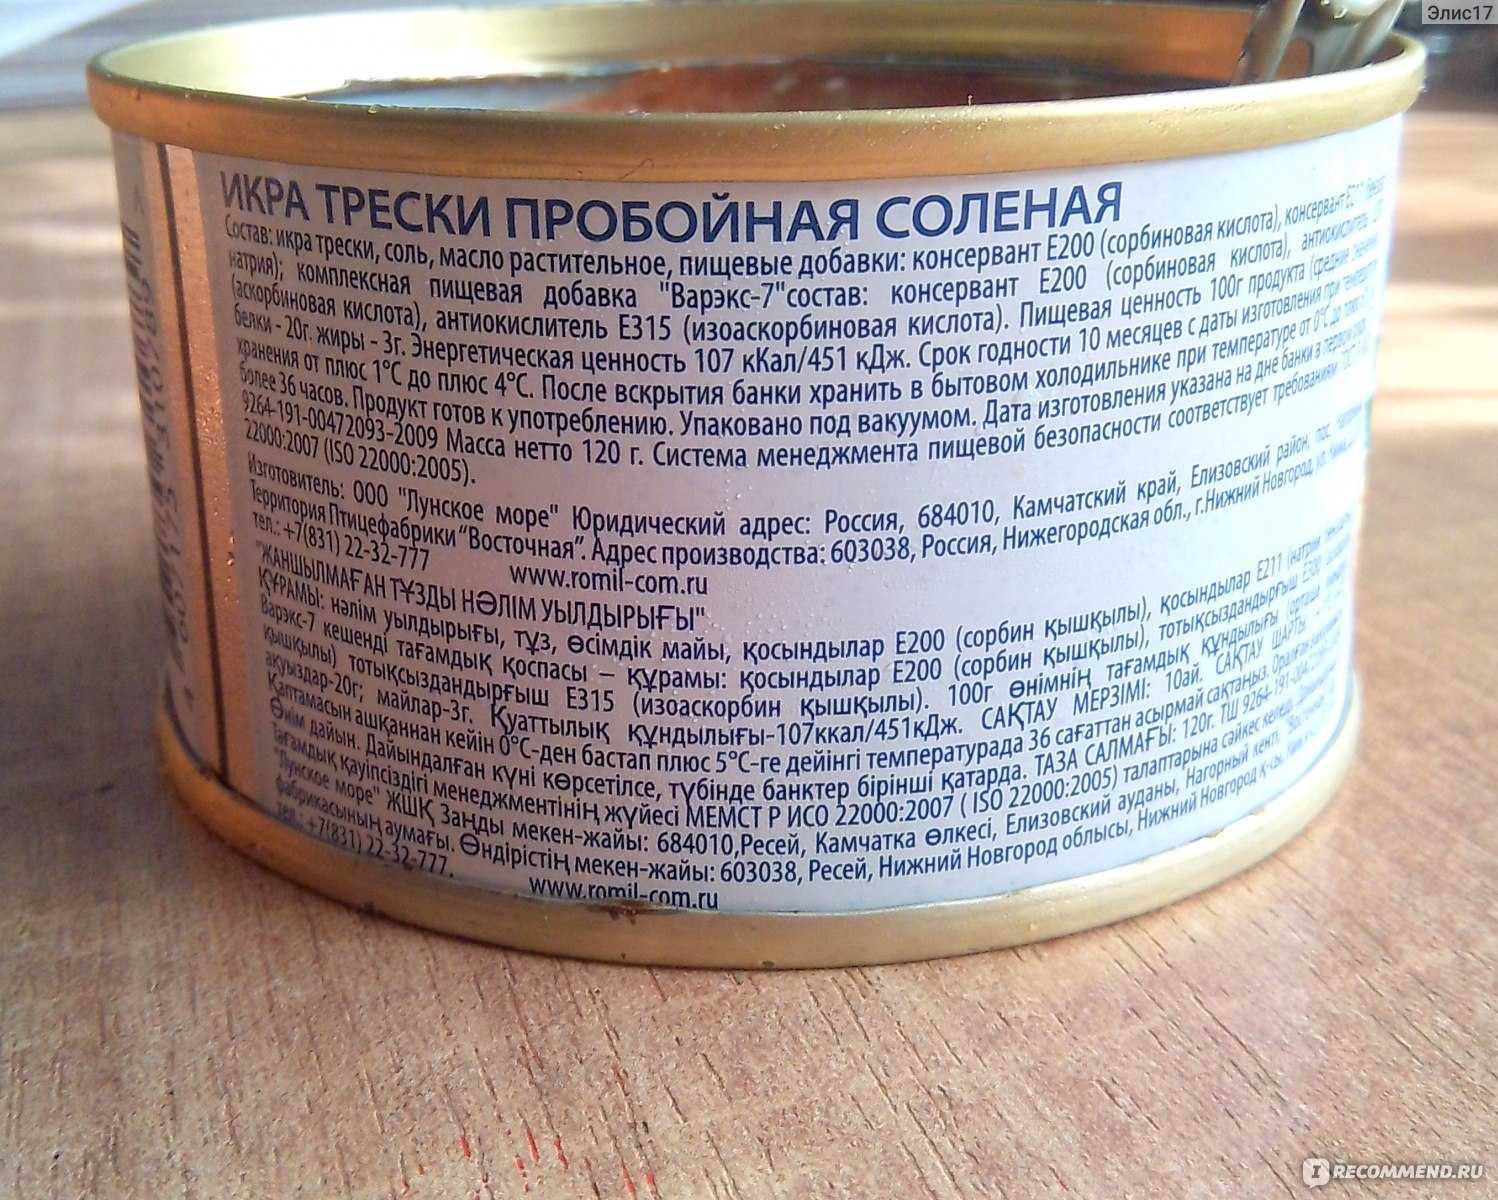 Элис17
ИКРА ТРЕСКИ ПРОБОЙНАЯ СОЛЕНАЯ
Состав: икра трески, соль, масло растительное, пищевые добавки: консервант Е200 (сорбиновая кислота), консервант
натрия); комплексная пищевая добавка "Варэкс-7"состав: консервант Е200 (сорбиновая кислота), антиокислитель
(аскорбиновая кислота), антиокислитель Е315 (изоаскорбиновая кислота). Пищевая ценность 100г продукта (средние
белки - 20г. жиры - 3г. Энергетическая ценность 107 кКал/451 кДж. Срок годности 10 месяцев с даты изготовления при температуре
хранения от плюс 1°С до плюс 4°С. После вскрытия банки хранить в бытовом холодильнике при температуре от 0°С до плюс
более 36 часов. Продукт готов к употреблению. Упаковано под вакуумом. Дата изготовления указана на дне банки в первом
9264-191-00472093-2009 Масса нетто 120 г. Система менеджмента пищевой безопасности соответствует требованиям
22000:2007 (ISO 22000:2005).
Изготовитель: ООО "Лунское море" Юридический адрес: Россия, 684010, Камчатский край, Елизовский район, пос.
Территория Птицефабрики "Восточная". Адрес производства: 603038, Россия, Нижегородская обл., г.Нижний Новгород, ул.
тел.: +7(831) 22-32-777 www.romil-com.ru
"ЖАНШЫЛМАҒАН ТҰЗДЫ НӘЛІМ УЫЛДЫРЫҒЫ"
ҚҰРАМЫ: нәлім уылдырығы, тұз, өсімдік майы, қосындылар Е200 (сорбин қышқылы), қосындылар Е211 (натрий
Варэкс-7 кешенді тағамдық қоспасы – құрамы: қосындылар Е200 (сорбин қышқылы), тотықсыздандырғыш Е300
қышқылы) тотықсыздандырғыш Е315 (изоаскорбин қышқылы). 100г өнімнің тағамдық құндылығы (орташа
ақуыздар-20г; майлар-3г. Қуаттылық құндылығы-107ккал/451кДж. САҚТАУ МЕРЗІМІ: 10ай. САҚТАУ ШАРТЫ
Қаптамасын ашқаннан кейін 0°С-ден бастап плюс 5°С-ге дейінгі температурада 36 сағаттан асырмай сақтаңыз.
Өнім дайын. Дайындалған күні көрсетілсе, түбінде банктер бірінші қатарда. ТАЗА САЛМАҒЫ: 120г. ТШ 9264-191-
Тағамдық қауіпсіздігі менеджментінің жүйесі МЕМСТ Р ИСО 22000:2007 ( ISO 22000:2005) талаптарына сәйкес келеді.
"Лунское море" ЖШҚ Заңды мекен-жайы: 684010,Ресей, Камчатка өлкесі, Елизовский ауданы, Нагорный кенті, "Восточная"
фабрикасының аумағы. Өндірістің мекен-жайы: 603038, Ресей, Нижний Новгород облысы, Нижний Новгород қ-сы,
тел.: +7(831) 22-32-777. www.romil-com.ru
IRECOMMEND.RU